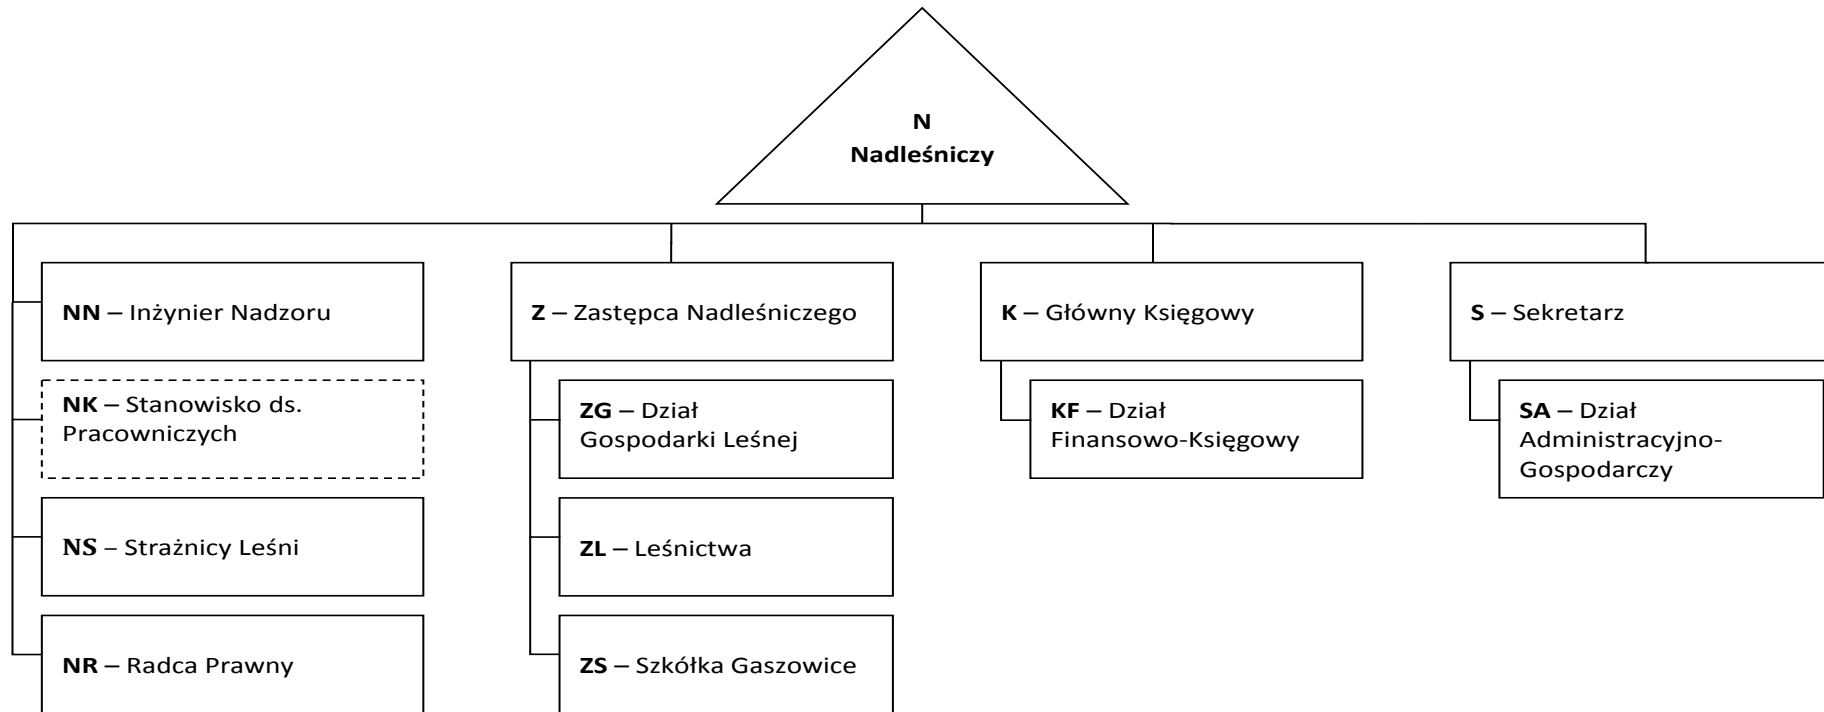 N
Nadleśniczy
NN – Inżynier Nadzoru
Z – Zastępca Nadleśniczego
K – Główny Księgowy
S – Sekretarz
NK – Stanowisko ds.
Pracowniczych
ZG – Dział
Gospodarki Leśnej
KF – Dział
Finansowo-Księgowy
SA – Dział
Administracyjno-
Gospodarczy
NS – Strażnicy Leśni
ZL – Leśnictwa
NR – Radca Prawny
ZS – Szkółka Gaszowice